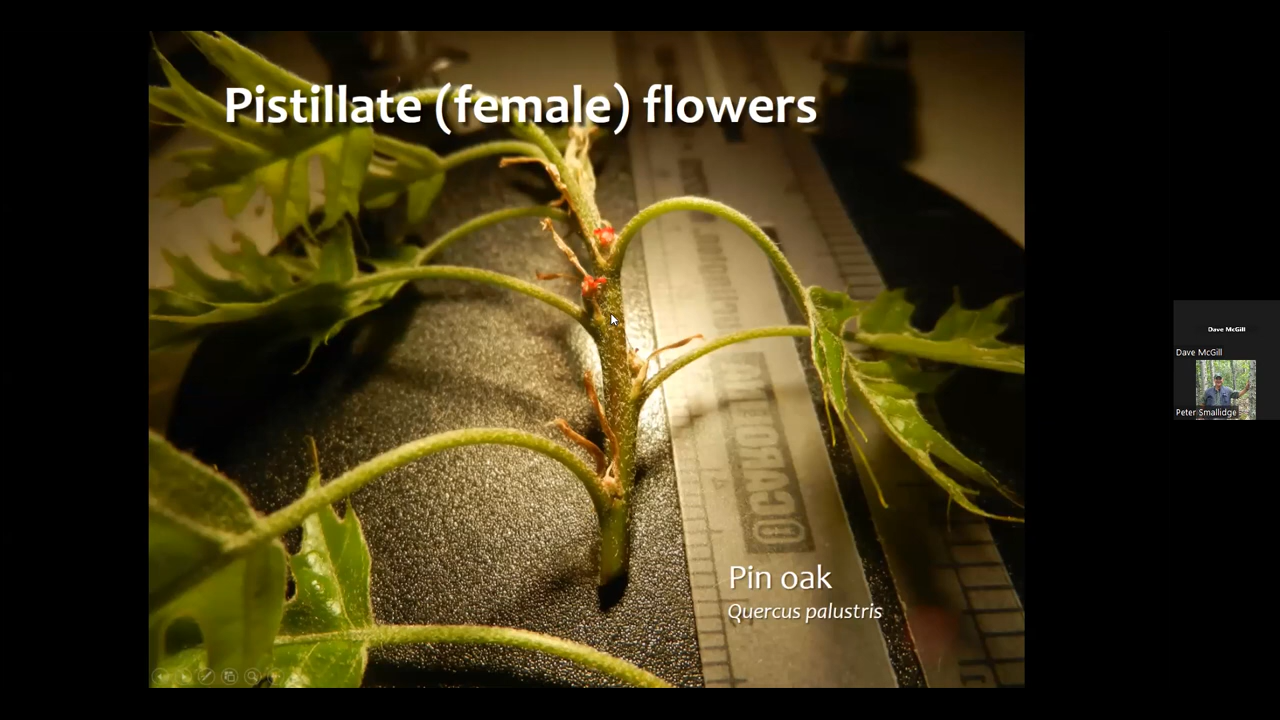 Pistillate (female) flowers
Dave McGill
Dave McGill
Peter Smallidge
Pin oak
Quercus palustris